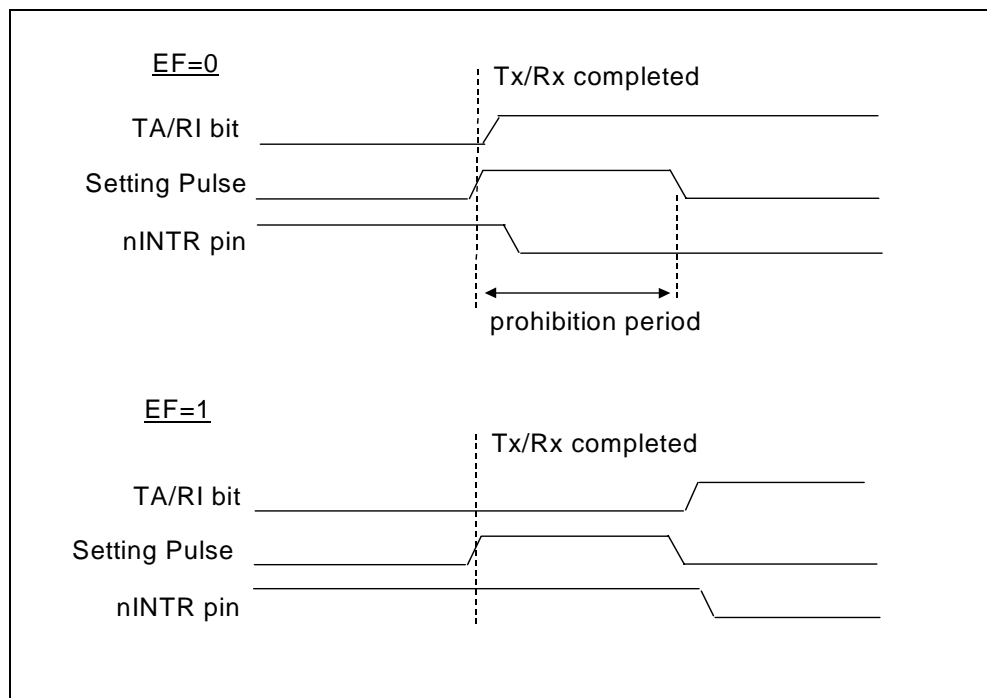 EF=0
Tx/Rx completed
TA/RI bit
Setting Pulse
nINTR pin
prohibition period
EF=1
Tx/Rx completed
TA/RI bit
Setting Pulse
nINTR pin